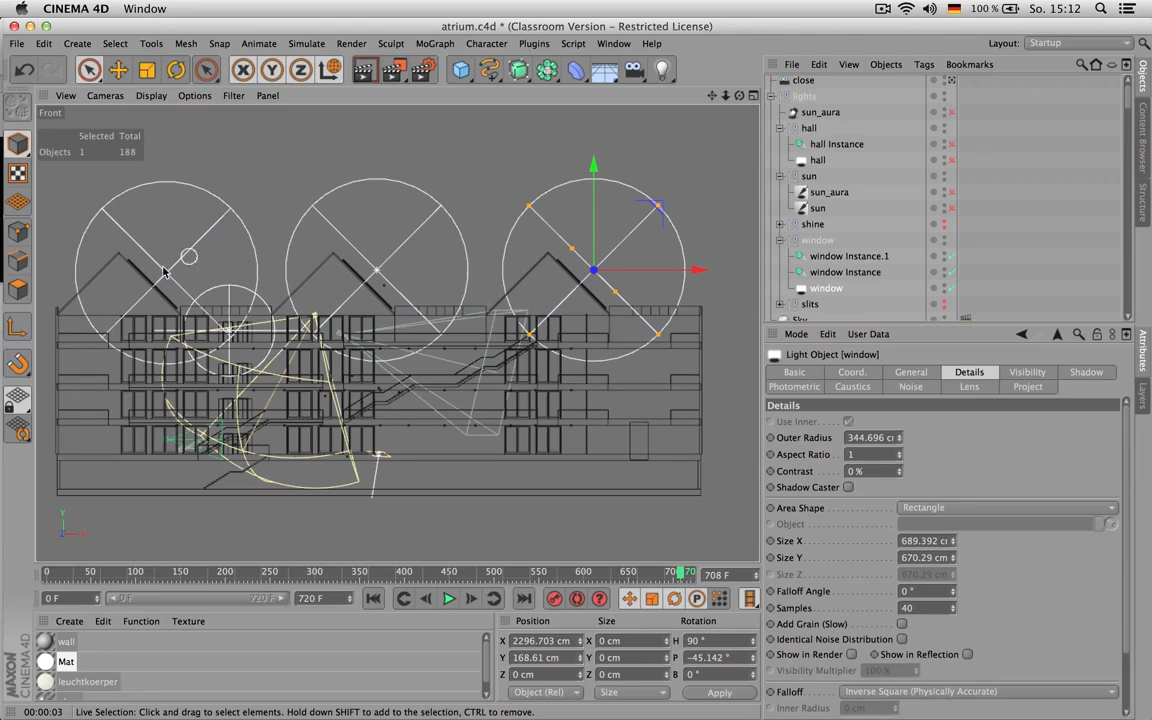 CINEMA 4D Window 100 % So. 15:12
atrium.c4d * (Classroom Version - Restricted License)
File Edit Create Select Tools Mesh Snap Animate Simulate Render Sculpt MoGraph Character Plugins Script Window Help Layout: Startup
X Y Z
File Edit View Objects Tags Bookmarks
View Cameras Display Options Filter Panel
Front
Selected Total
Objects 1 188
close
lights
sun_aura
hall
hall Instance
hall
sun
sun_aura
sun
shine
window
window Instance.1
window Instance
window
slits
Sky
Objects
Content Browser
Structure
Attributes
Layers
Mode Edit User Data
Light Object [window]
Basic Coord. General Details Visibility Shadow
Photometric Caustics Noise Lens Project
Details
Use Inner
Outer Radius 344.696 c
Aspect Ratio 1
Contrast 0 %
Shadow Caster
Area Shape Rectangle
Object
Size X 689.392 c
Size Y 670.29 cm
Size Z 670.29 cm
Falloff Angle 0 °
Samples 40
Add Grain (Slow)
Identical Noise Distribution
Show in Render Show in Reflection
Visibility Multiplier 100 %
Falloff Inverse Square (Physically Accurate)
Inner Radius 0 cm
Y
X
Z
0 50 100 150 200 250 300 350 400 450 500 550 600 650 70 70 708 F
0 F 0 F 720 F 720 F
P
Create Edit Function Texture
wall
Mat
leuchtkoerper
Position Size Rotation
X 2296.703 cm X 0 cm H 90 °
Y 168.61 cm Y 0 cm P -45.142 °
Z 0 cm Z 0 cm B 0 °
Object (Rel) Size Apply
MAXON
CINEMA 4D
00:00:03 Live Selection: Click and drag to select elements. Hold down SHIFT to add to the selection, CTRL to remove.